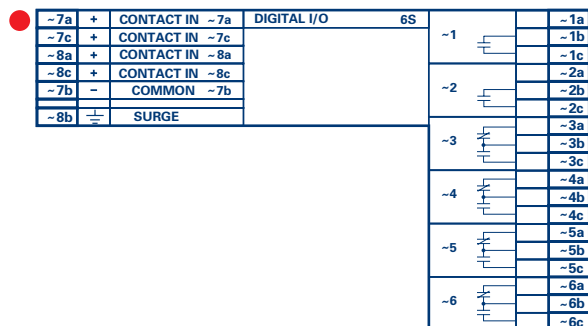 ~7a + CONTACT IN ~7a DIGITAL I/O 6S
~7c + CONTACT IN ~7c
~8a + CONTACT IN ~8a
~8c + CONTACT IN ~8c
~7b − COMMON ~7b
~8b SURGE
~1
~1a
~1b
~1c
~2
~2a
~2b
~2c
~3
~3a
~3b
~3c
~4
~4a
~4b
~4c
~5
~5a
~5b
~5c
~6
~6a
~6b
~6c